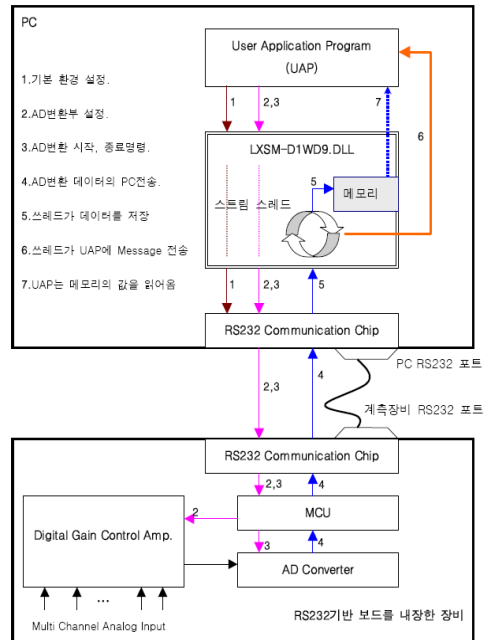 PC
User Application Program
(UAP)
1.기본 환경 설정.
2.AD변환부 설정.
3.AD변환 시작, 종료명령.
4.AD변환 데이터의 PC전송.
5.쓰레드가 데이터를 저장
6.쓰레드가 UAP에 Message 전송
7.UAP는 메모리의 값을 읽어옴
1
2,3
7
6
LXSM-D1WD9.DLL
5
메모리
스트림 스레드
1
2,3
5
RS232 Communication Chip
PC RS232 포트
2,3
4
계측장비 RS232 포트
RS232 Communication Chip
2,3
4
2
MCU
Digital Gain Control Amp.
3
4
AD Converter
...
Multi Channel Analog Input
RS232기반 보드를 내장한 장비